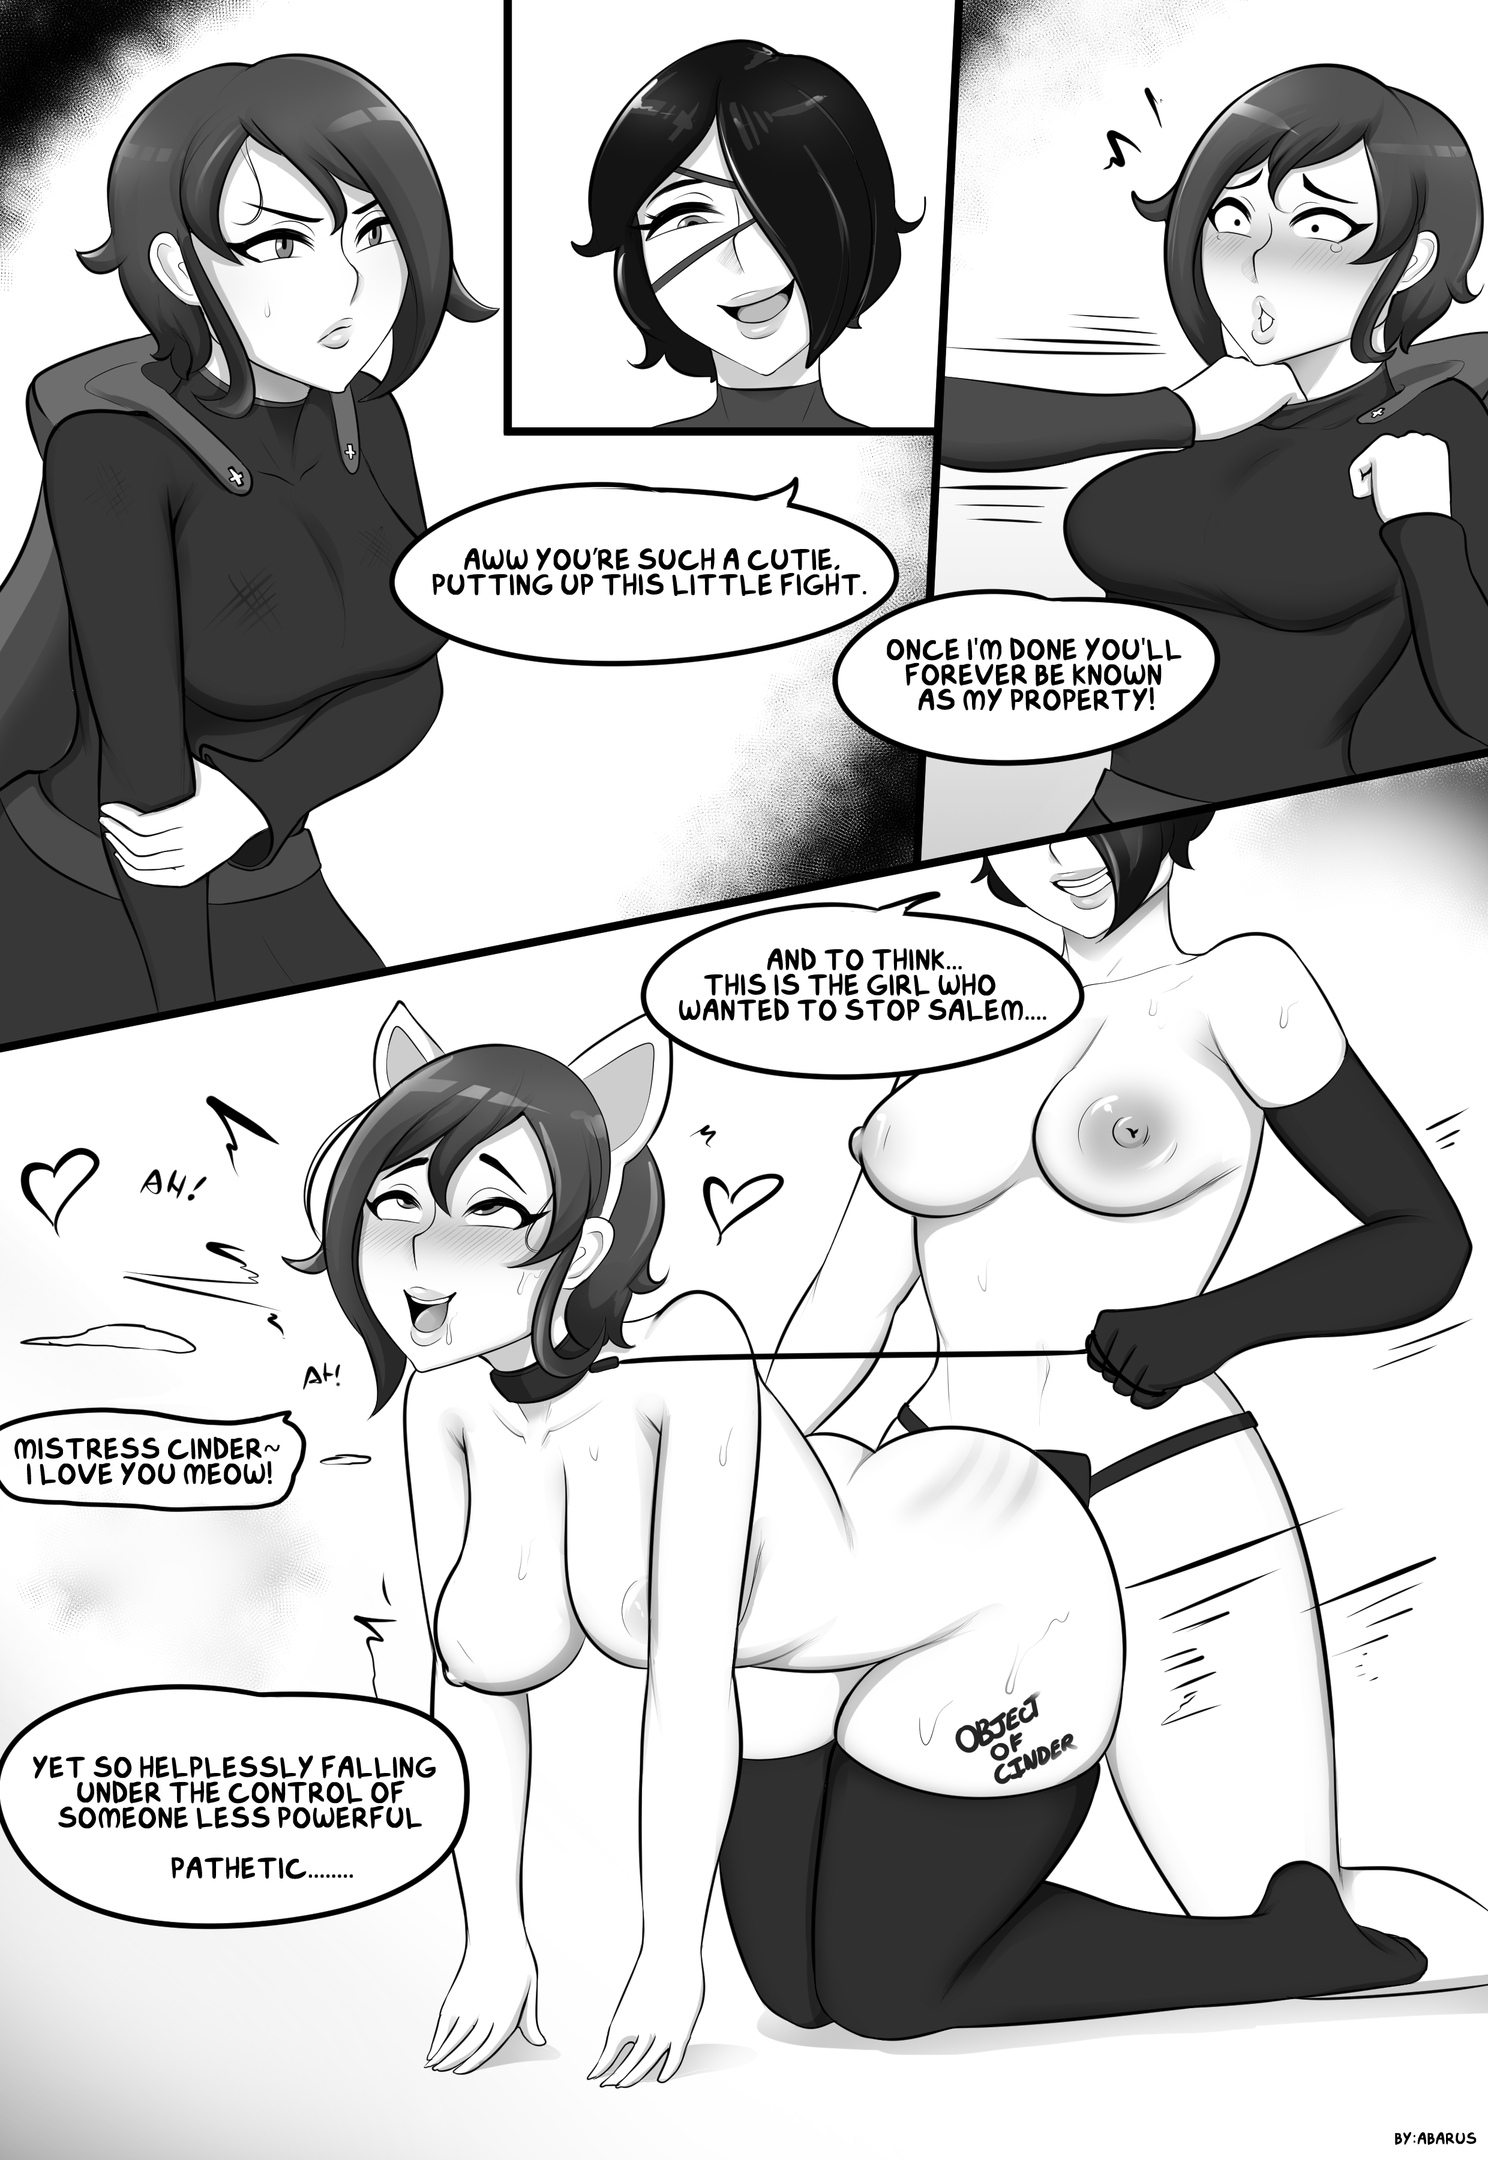 AWW YOU'RE SUCH A CUTIE.
PUTTING UP THIS LITTLE FIGHT.
ONCE I'M DONE YOU'LL
FOREVER BE KNOWN
AS MY PROPERTY!
AND TO THINK...
THIS IS THE GIRL WHO
WANTED TO STOP SALEM....
AH!
AH!
MISTRESS CINDER~
I LOVE YOU MEOW!
OBJECT
OF
CINDER
YET SO HELPLESSLY FALLING
UNDER THE CONTROL OF
SOMEONE LESS POWERFUL
PATHETIC........
BY:ABARUS